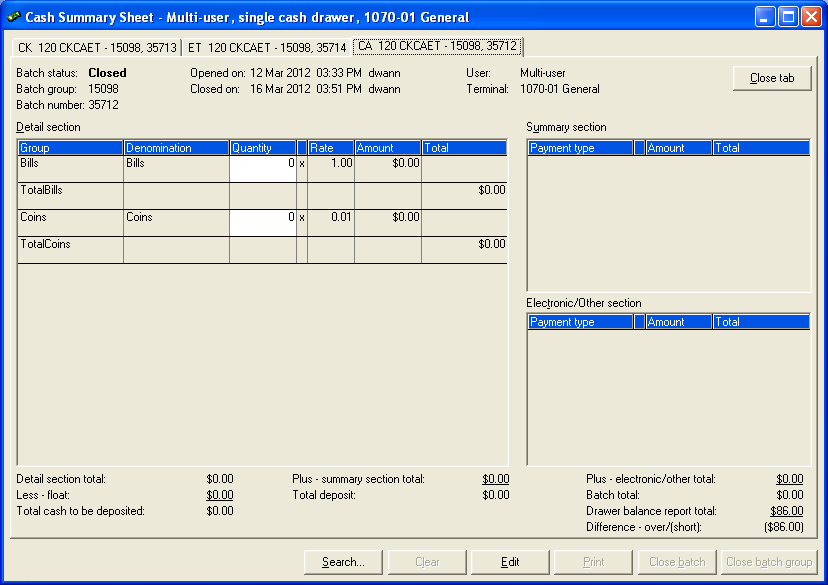 Cash Summary Sheet - Multi-user, single cash drawer, 1070-01 General
CK 120 CKCAET - 15098, 35713 ET 120 CKCAET - 15098, 35714 CA 120 CKCAET - 15098, 35712
Batch status: Closed Opened on: 12 Mar 2012 03:33 PM dwann User: Multi-user Close tab
Batch group: 15098 Closed on: 16 Mar 2012 03:51 PM dwann Terminal: 1070-01 General
Batch number: 35712
Detail section
Group Denomination Quantity Rate Amount Total
Bills Bills 0 x 1.00 $0.00
TotalBills $0.00
Coins Coins 0 x 0.01 $0.00
TotalCoins $0.00
Summary section
Payment type Amount Total
Electronic/Other section
Payment type Amount Total
Detail section total: $0.00 Plus - summary section total: $0.00 Plus - electronic/other total: $0.00
Less - float: $0.00 Total deposit: $0.00 Batch total: $0.00
Total cash to be deposited: $0.00 Drawer balance report total: $86.00
Difference - over/(short): ($86.00)
Search... Clear Edit Print Close batch Close batch group